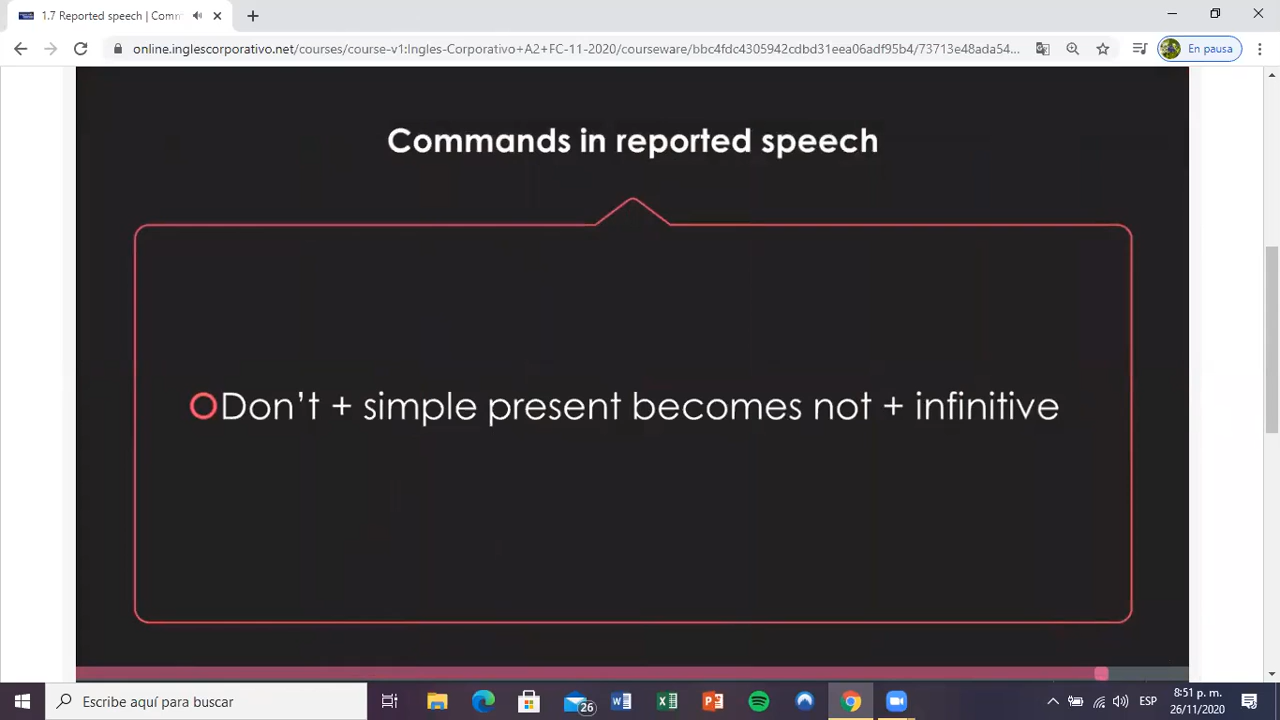 1.7 Reported speech | Comm
online.inglescorporativo.net/courses/course-v1:Ingles-Corporativo+A2+FC-11-2020/courseware/bbc4fdc4305942cdbd31eea06adf95b4/73713e48ada54...
En pausa
Commands in reported speech
Don't + simple present becomes not + infinitive
Escribe aquí para buscar
26
ESP
8:51 p. m.
26/11/2020